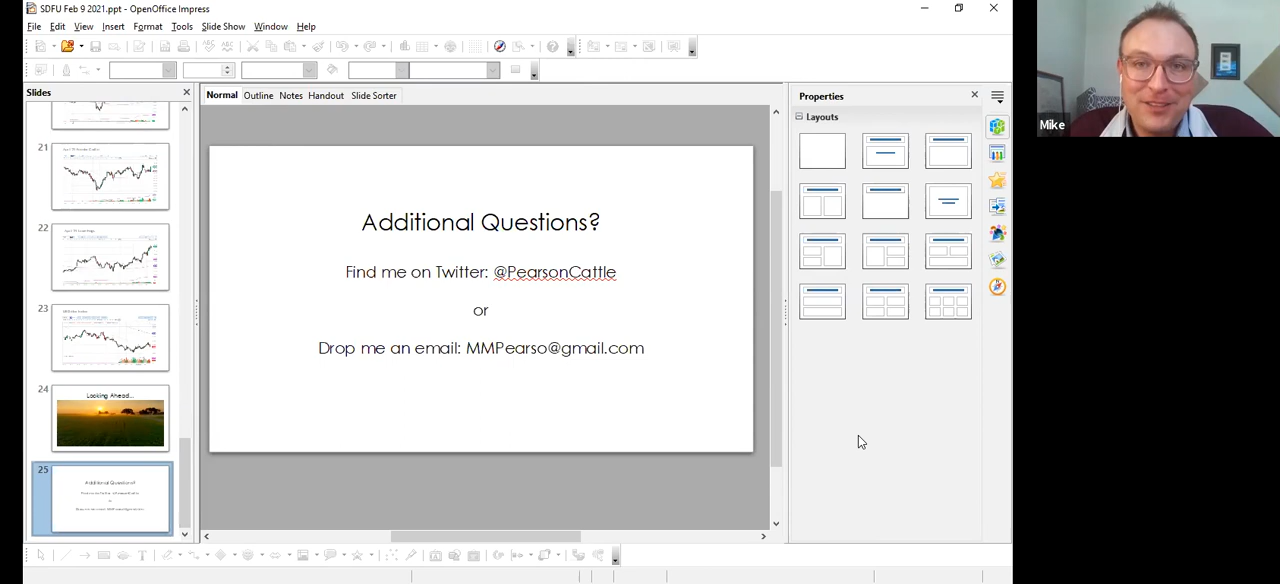 SDFU Feb 9 2021.ppt - OpenOffice Impress
File Edit View Insert Format Tools Slide Show Window Help
Slides
Normal Outline Notes Handout Slide Sorter
Properties
Layouts
21
22
23
24
Looking Ahead...
25
Additional Questions?
Additional Questions?
Find me on Twitter: @PearsonCattle
or
Drop me an email: MMPearso@gmail.com
Mike